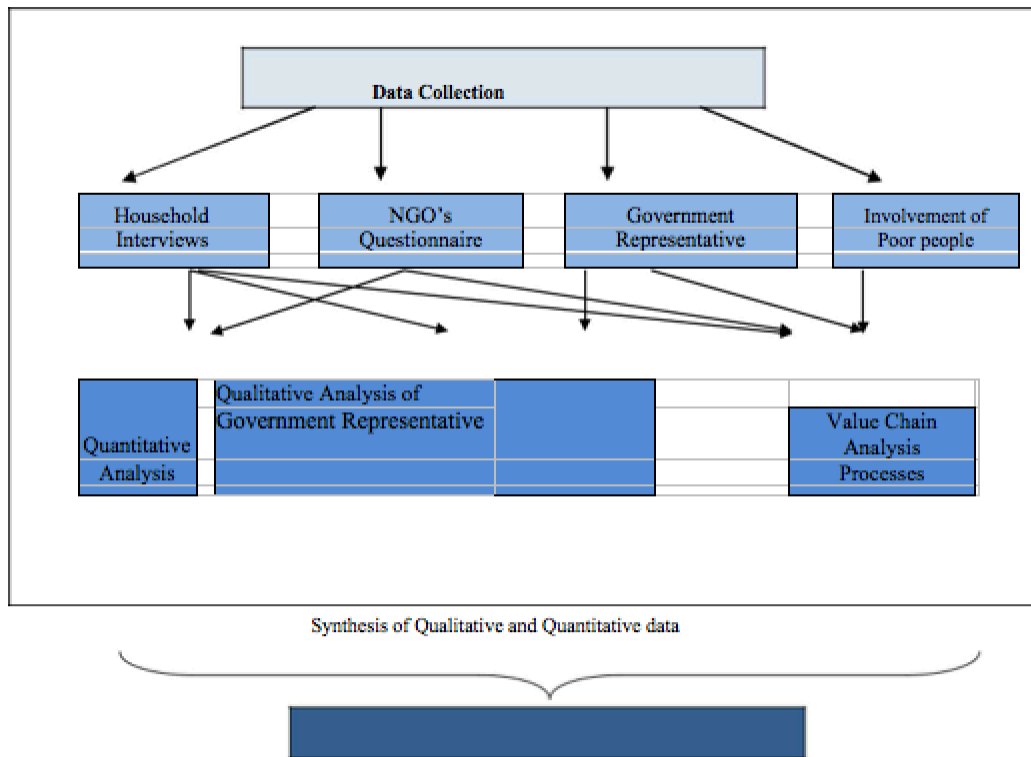 Data Collection
Household
Interviews
NGO's
Questionnaire
Government
Representative
Involvement of
Poor people
Quantitative
Analysis
Qualitative Analysis of
Government Representative
Value Chain
Analysis
Processes
Synthesis of Qualitative and Quantitative data